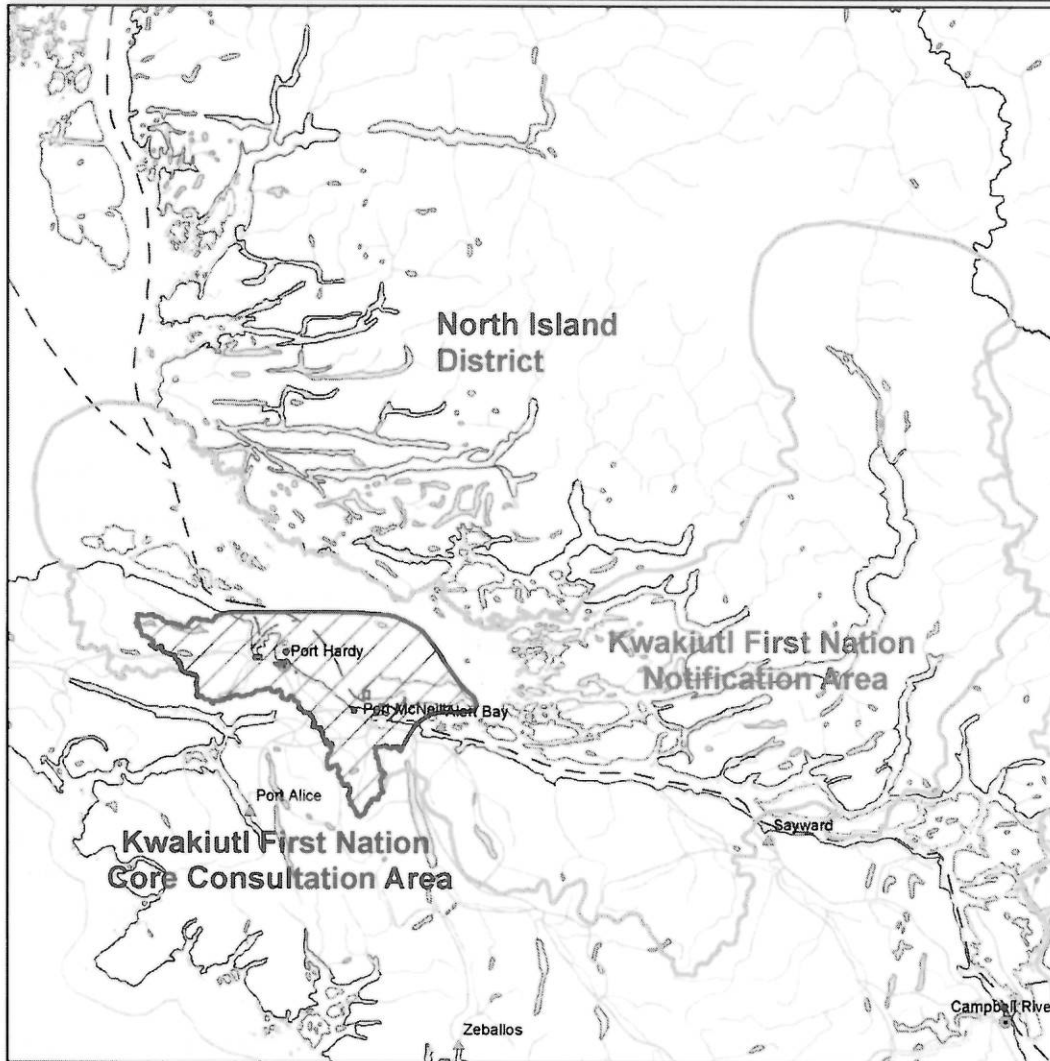 North Island
District
Port Hardy
Kwakiutl First Nation
Notification Area
Port McNeill
Alert Bay
Port Alice
Sayward
Kwakiutl First Nation
Core Consultation Area
Campbell Rive
Zeballos